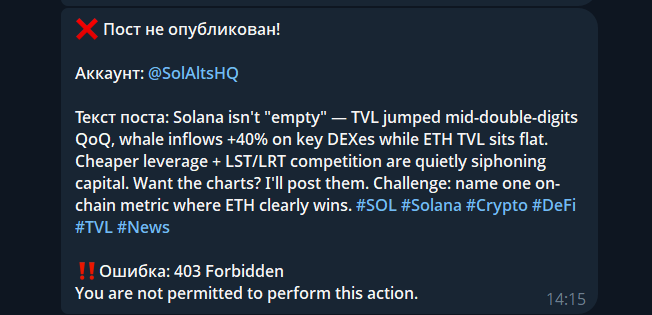 ❌ Пост не опубликован!
Аккаунт: @SolAltsHQ
Текст поста: Solana isn't "empty" — TVL jumped mid-double-digits
QoQ, whale inflows +40% on key DEXes while ETH TVL sits flat.
Cheaper leverage + LST/LRT competition are quietly siphoning
capital. Want the charts? I'll post them. Challenge: name one on-
chain metric where ETH clearly wins. #SOL #Solana #Crypto #DeFi
#TVL #News
‼️ Ошибка: 403 Forbidden
You are not permitted to perform this action.
14:15